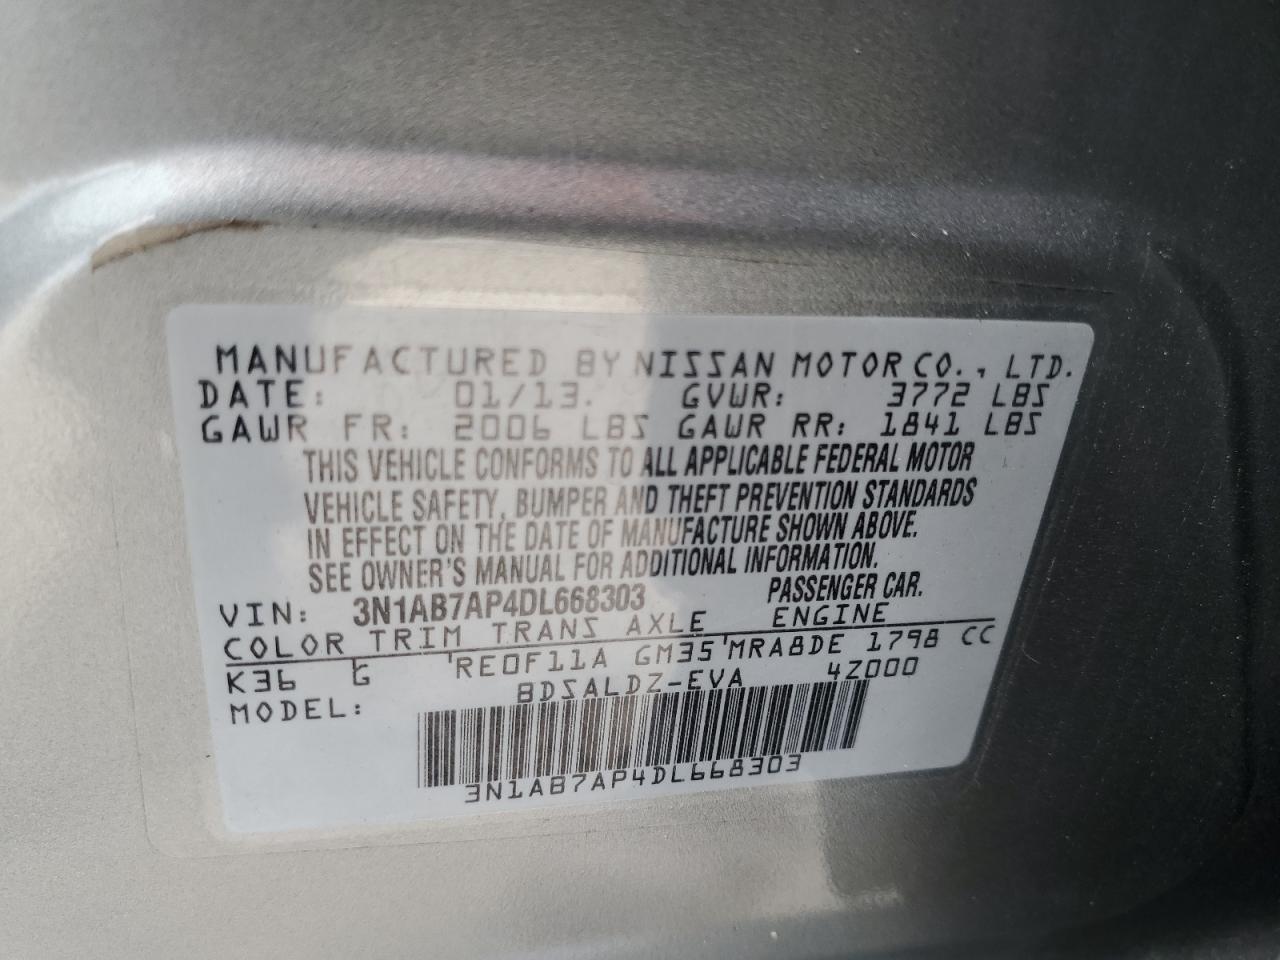 MANUFACTURED BY NISSAN MOTOR CO., LTD.
DATE: 01/13. GVWR: 3772 LBS
GAWR FR: 2006 LBS GAWR RR: 1841 LBS
THIS VEHICLE CONFORMS TO ALL APPLICABLE FEDERAL MOTOR
VEHICLE SAFETY, BUMPER AND THEFT PREVENTION STANDARDS
IN EFFECT ON THE DATE OF MANUFACTURE SHOWN ABOVE.
SEE OWNER'S MANUAL FOR ADDITIONAL INFORMATION.
VIN: 3N1AB7AP4DL668303 PASSENGER CAR.
COLOR TRIM TRANS AXLE ENGINE
K36 G RE0F11A GM35 MRA8DE 1798 CC
MODEL: BDSALDZ-EVA 4Z000
3N1AB7AP4DL668303